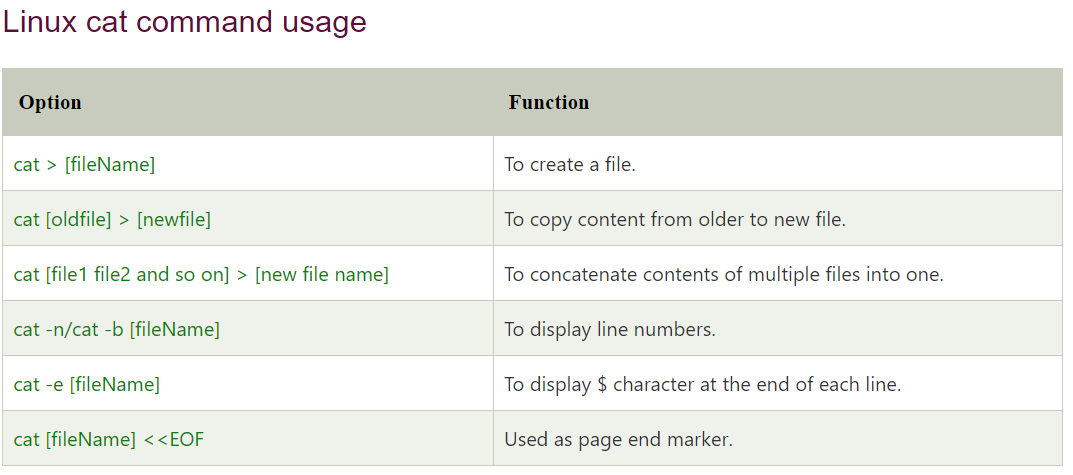 Linux cat command usage
Option Function
cat > [fileName] To create a file.
cat [oldfile] > [newfile] To copy content from older to new file.
cat [file1 file2 and so on] > [new file name] To concatenate contents of multiple files into one.
cat -n/cat -b [fileName] To display line numbers.
cat -e [fileName] To display $ character at the end of each line.
cat [fileName] <<EOF Used as page end marker.